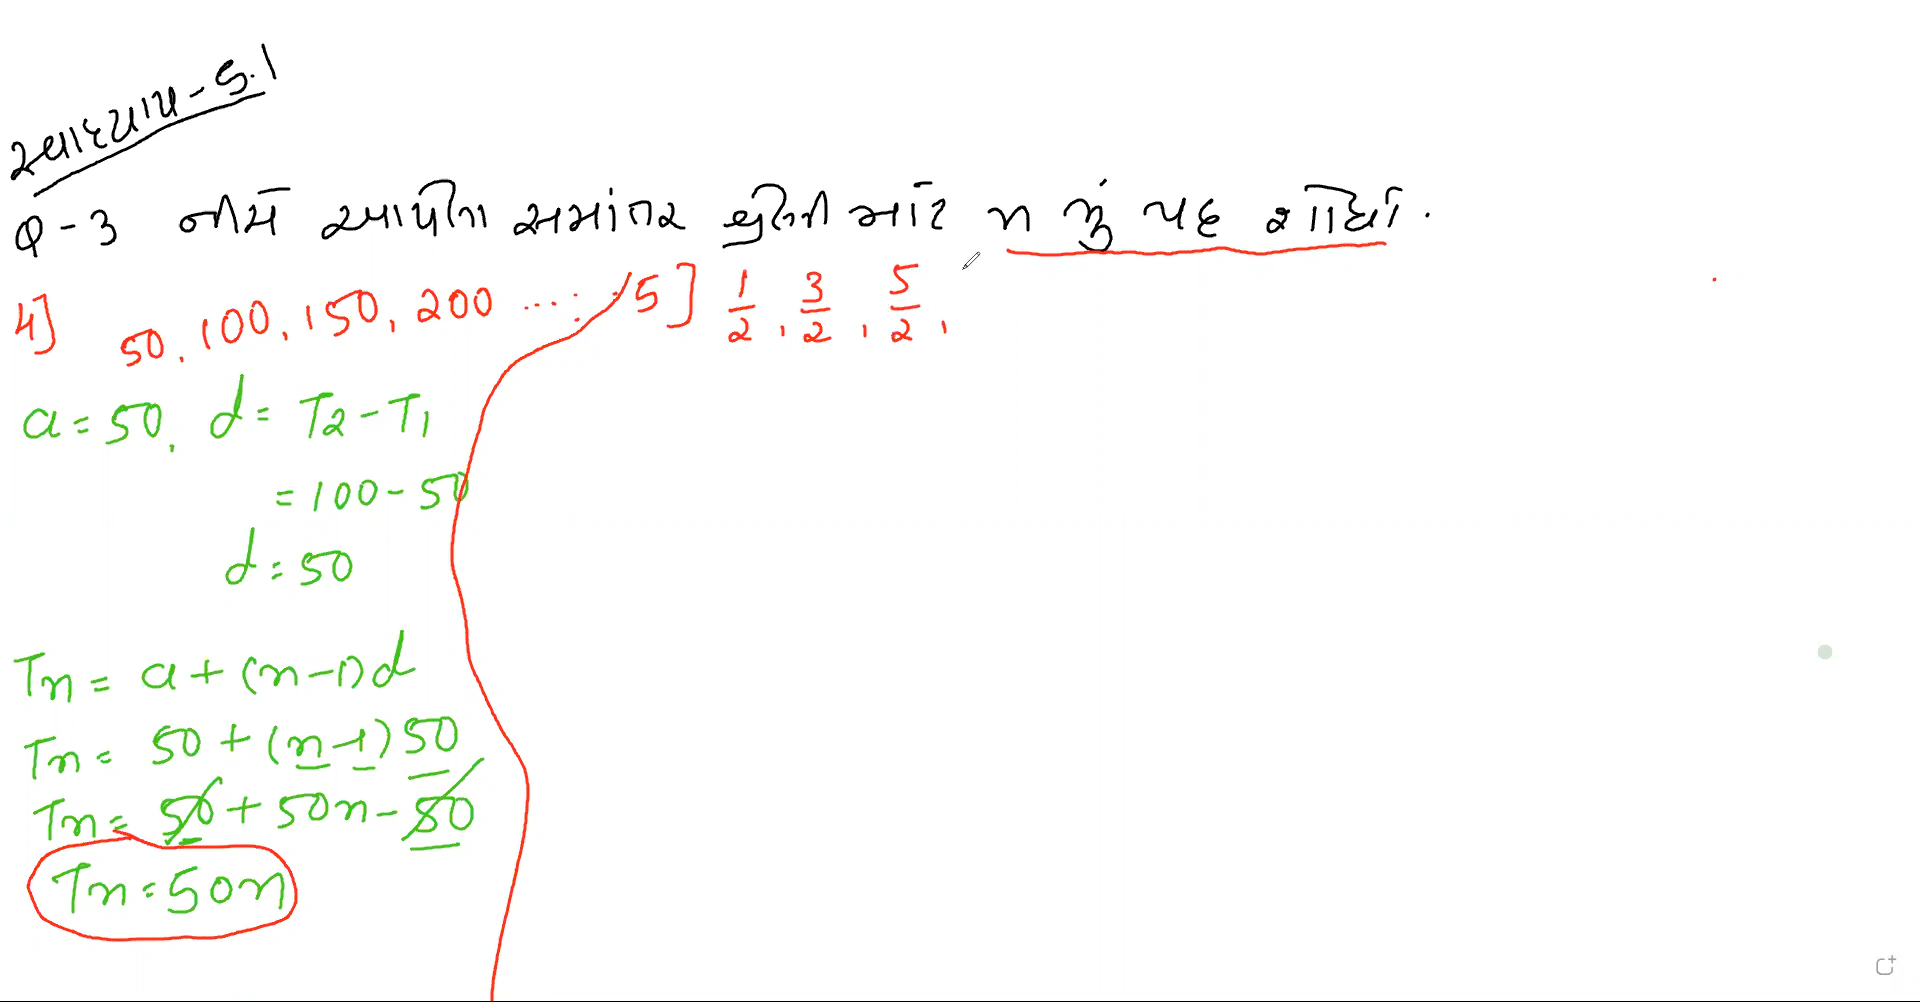 સ્વાધ્યાય - 5.1
Q-3 નીચે આપેલા સમાંતર શ્રેણી માટે n નું પદ શોધો.
4] 50, 100, 150, 200 ....
a = 50, d = T2 - T1
= 100 - 50
d = 50
Tn = a + (n-1)d
Tn = 50 + (n-1) 50
Tn = 50 + 50n - 50
Tn = 50n
5] 1/2, 3/2, 5/2,